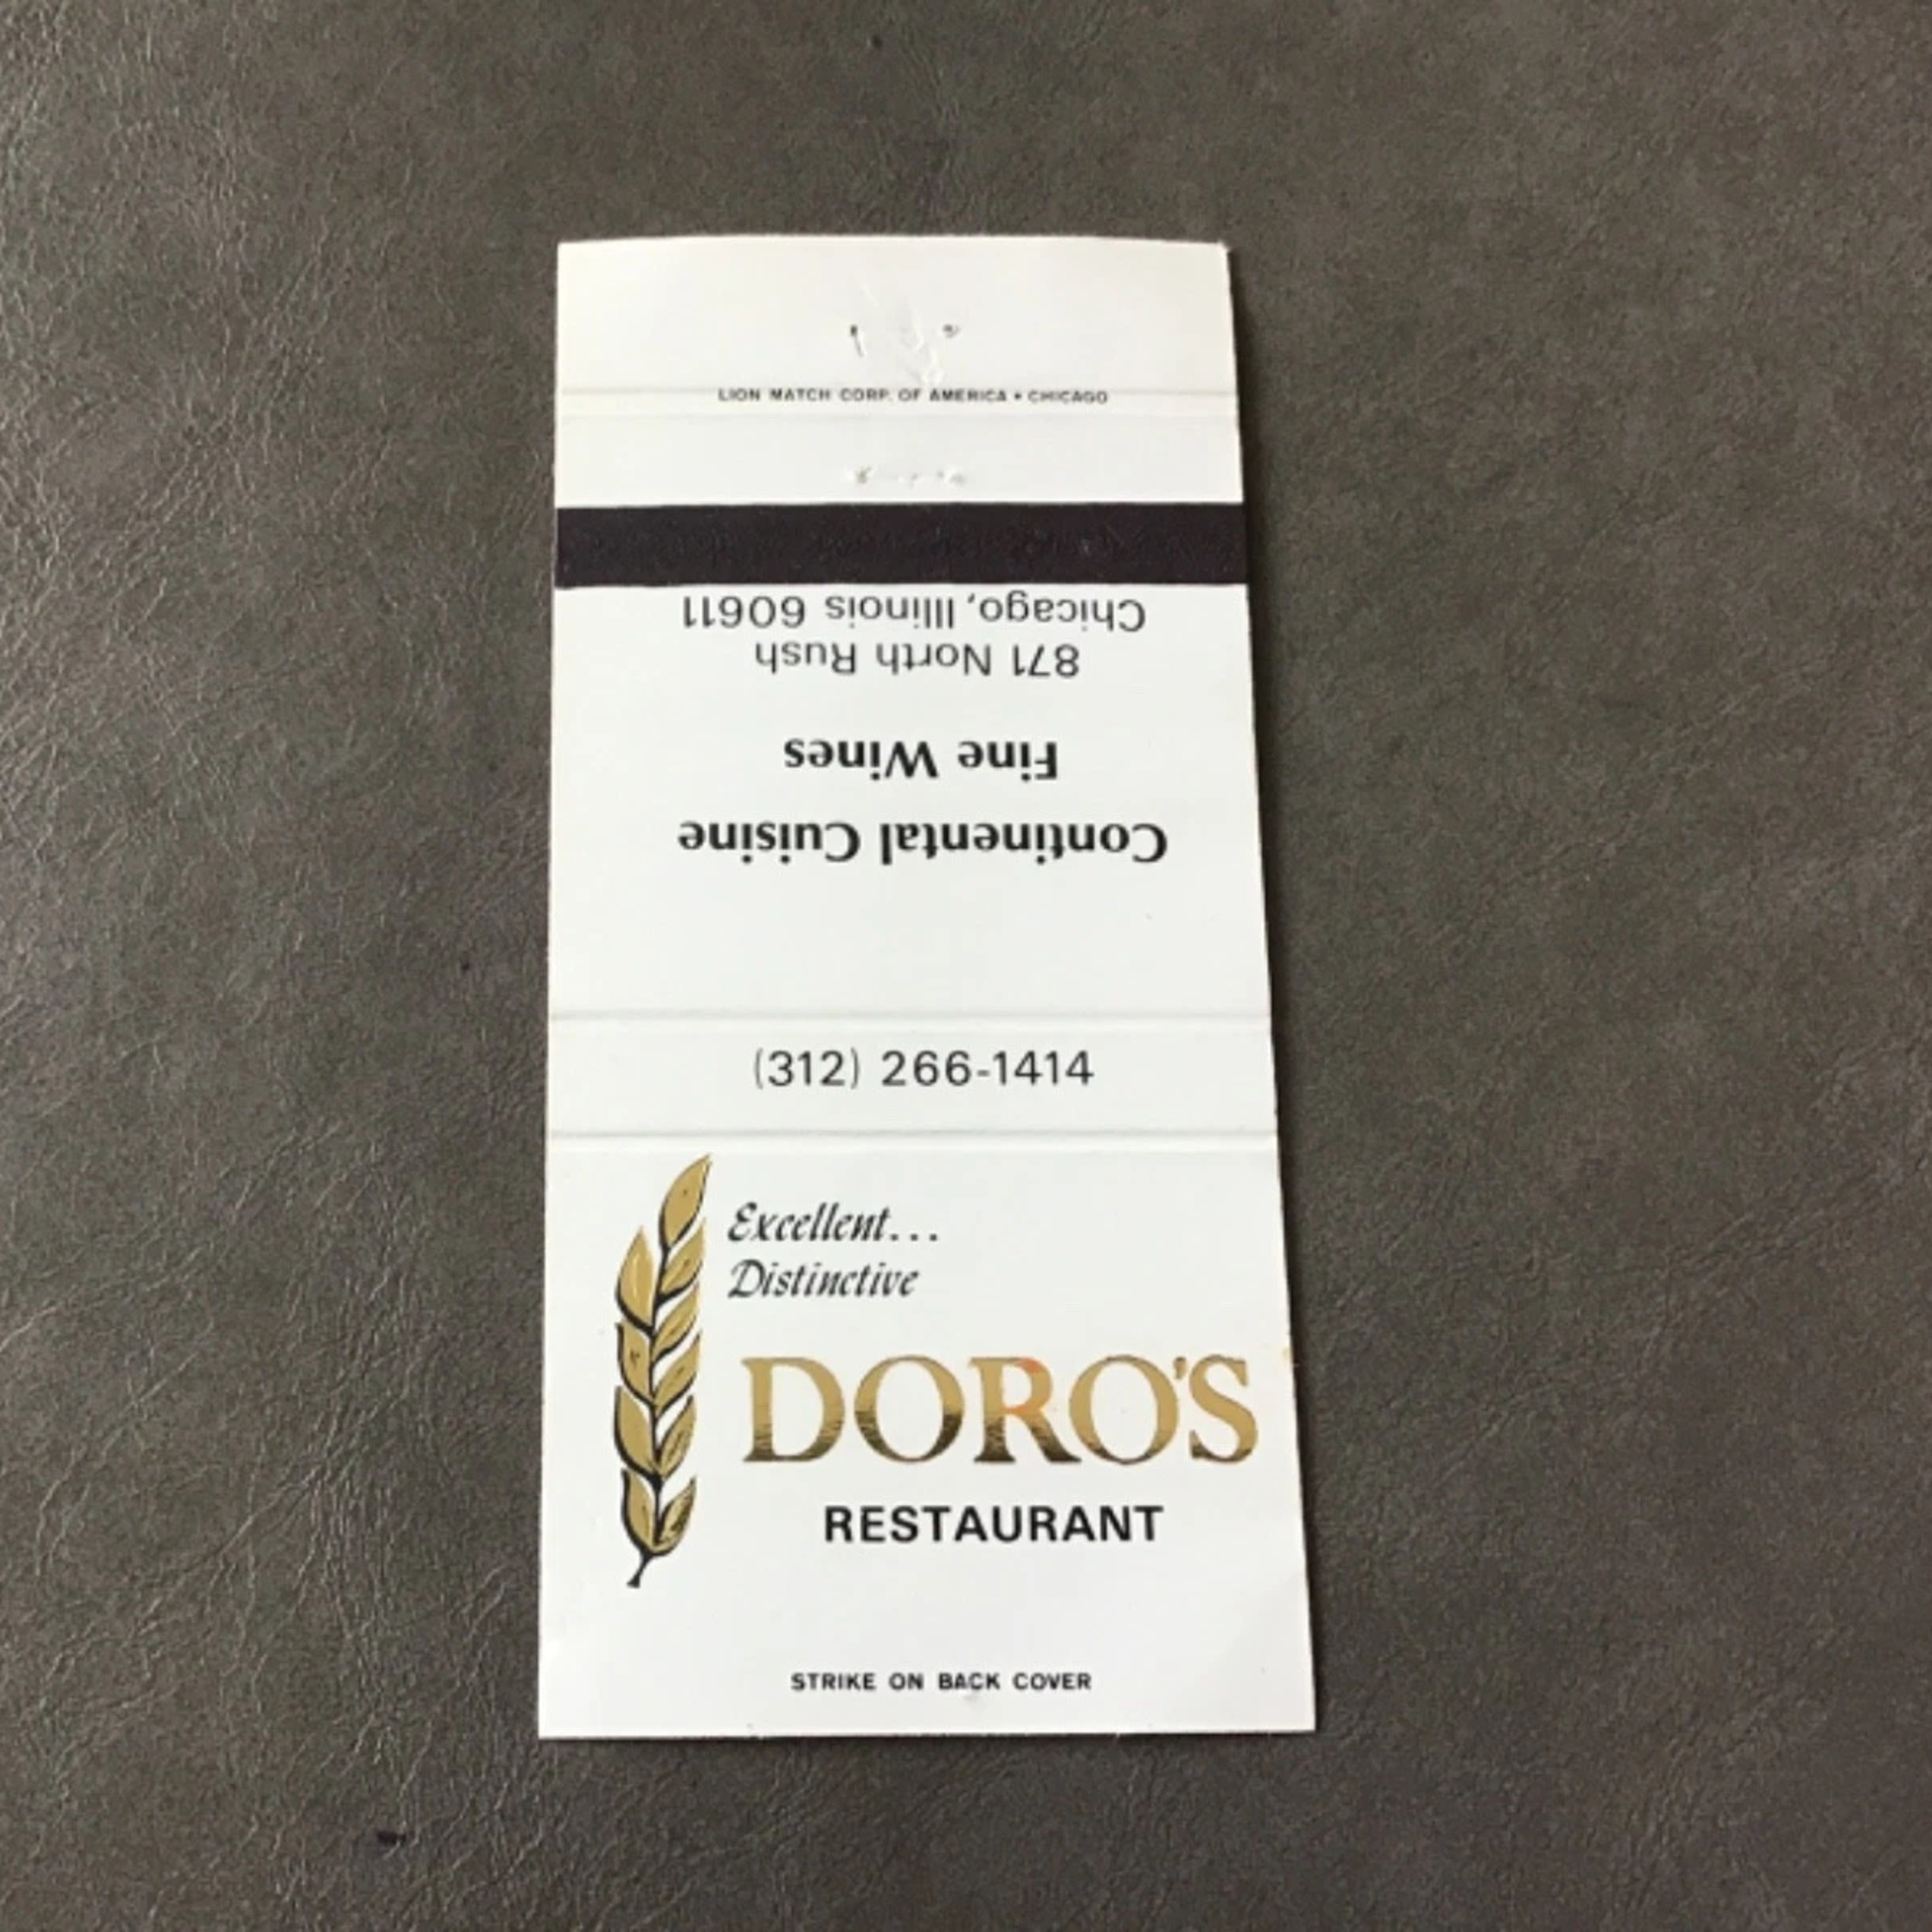 LION MATCH CORP. OF AMERICA • CHICAGO
Continental Cuisine
Fine Wines
871 North Rush
Chicago, Illinois 60611
(312) 266-1414
Excellent...
Distinctive
DORO'S
RESTAURANT
STRIKE ON BACK COVER